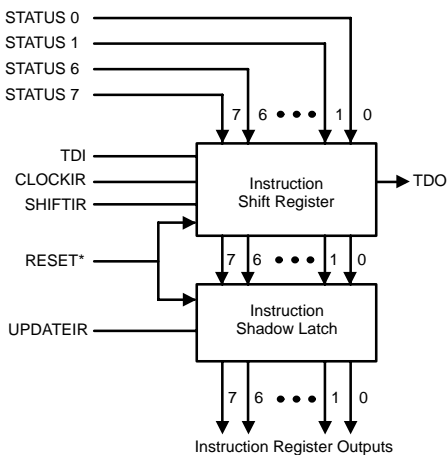 STATUS 0
STATUS 1
STATUS 6
STATUS 7
7 6 ••• 1 0
TDI
CLOCKIR
SHIFTIR
Instruction
Shift Register
TDO
RESET*
7 6 ••• 1 0
UPDATEIR
Instruction
Shadow Latch
7 6 ••• 1 0
Instruction Register Outputs